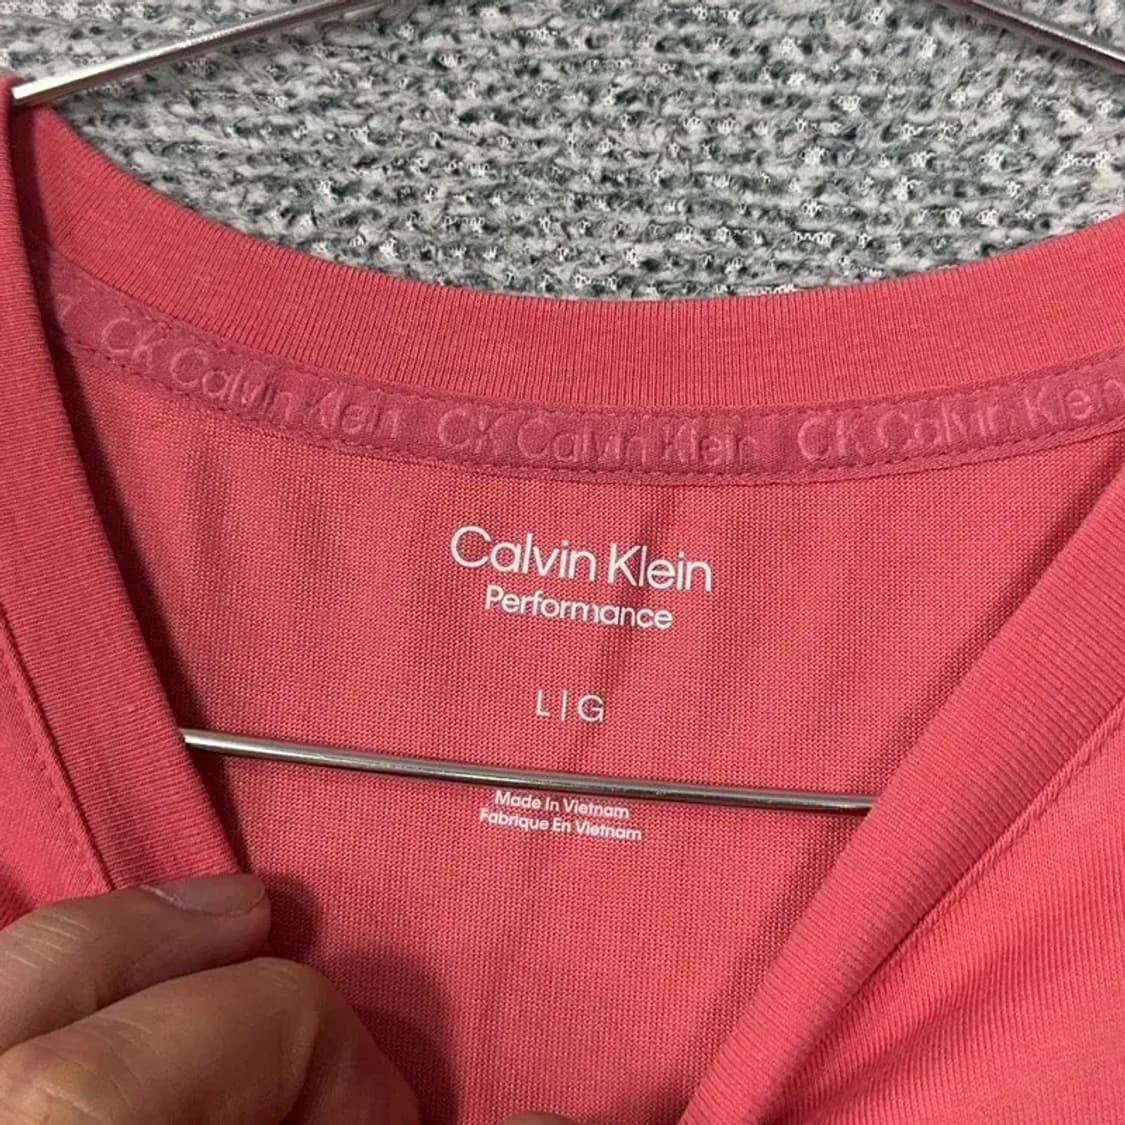 CK Calvin Klein CK Calvin Klein CK Calvin Klein
Calvin Klein
Performance
L|G
Made In Vietnam
Fabrique En Vietnam